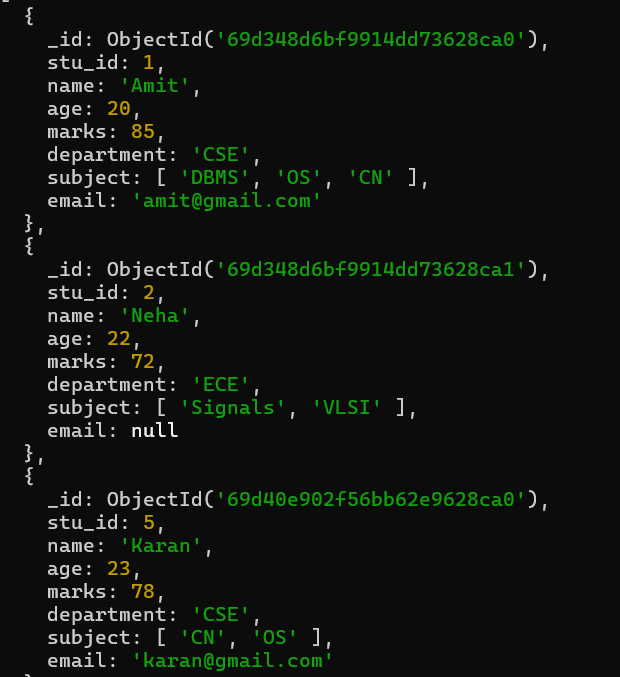 {
_id: ObjectId('69d348d6bf9914dd73628ca0'),
stu_id: 1,
name: 'Amit',
age: 20,
marks: 85,
department: 'CSE',
subject: [ 'DBMS', 'OS', 'CN' ],
email: 'amit@gmail.com'
},
{
_id: ObjectId('69d348d6bf9914dd73628ca1'),
stu_id: 2,
name: 'Neha',
age: 22,
marks: 72,
department: 'ECE',
subject: [ 'Signals', 'VLSI' ],
email: null
},
{
_id: ObjectId('69d40e902f56bb62e9628ca0'),
stu_id: 5,
name: 'Karan',
age: 23,
marks: 78,
department: 'CSE',
subject: [ 'CN', 'OS' ],
email: 'karan@gmail.com'